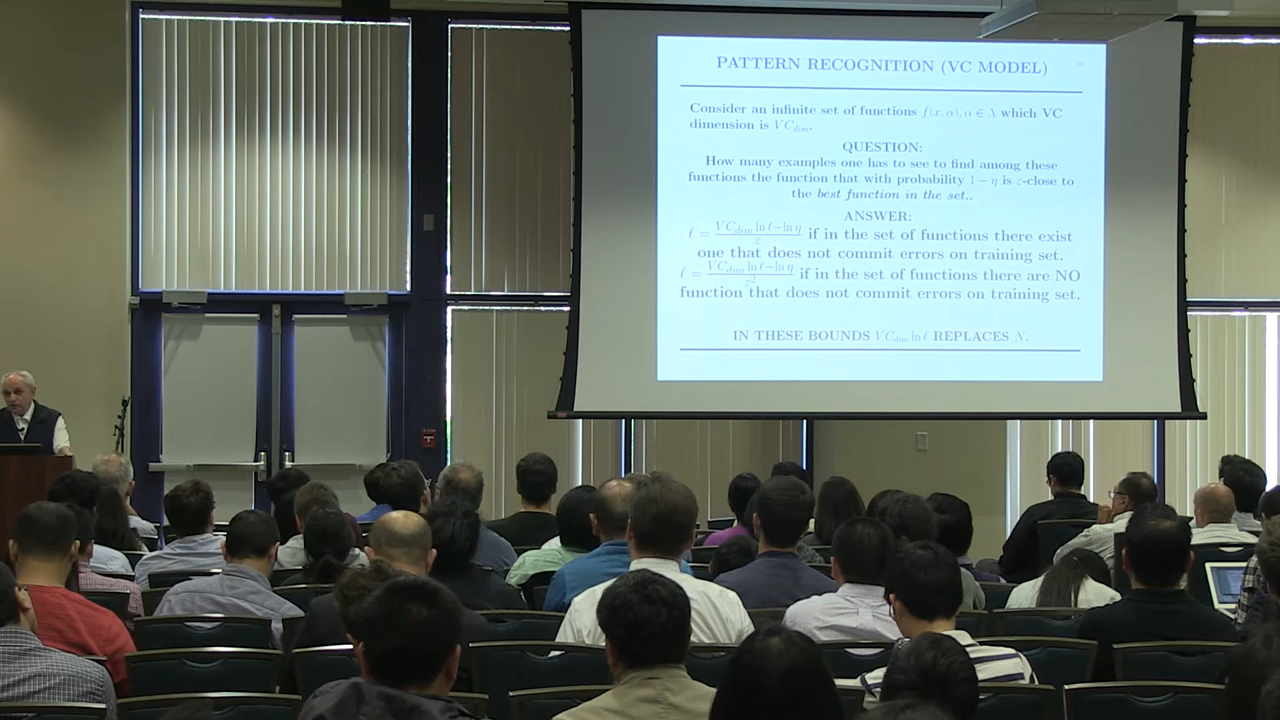 PATTERN RECOGNITION (VC MODEL)
Consider an infinite set of functions f(x, α), α ∈ Λ which VC
dimension is VC_dim.
QUESTION:
How many examples one has to see to find among these
functions the function that with probability 1 − η is ε-close to
the best function in the set..
ANSWER:
ℓ = (VC_dim ln ℓ − ln η) / ε if in the set of functions there exist
one that does not commit errors on training set.
ℓ = (VC_dim ln ℓ − ln η) / ε² if in the set of functions there are NO
function that does not commit errors on training set.
IN THESE BOUNDS VC_dim ln ℓ REPLACES N.